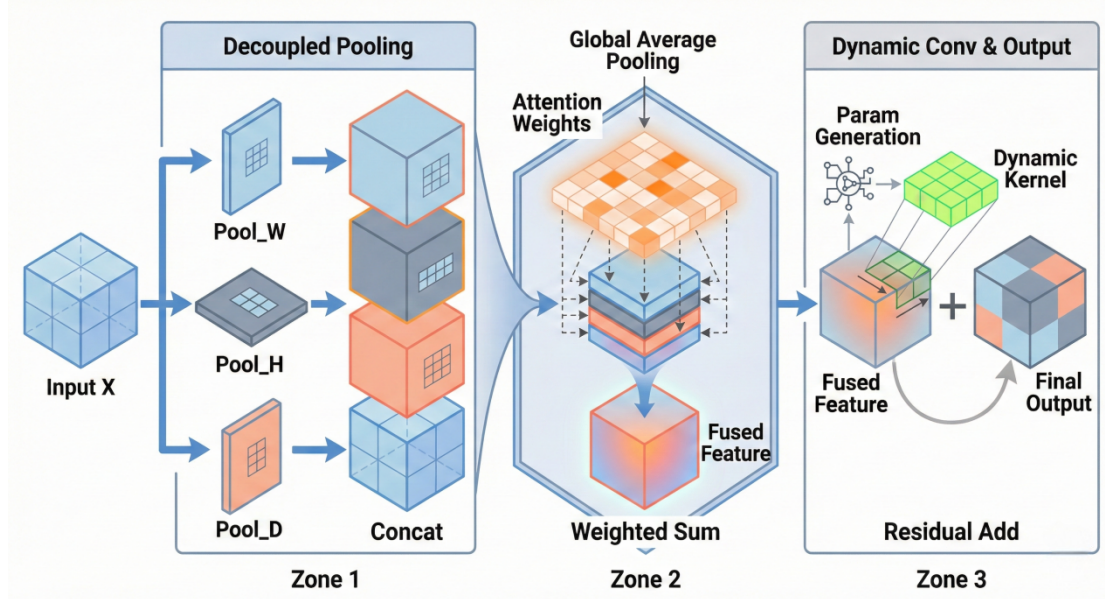 Decoupled Pooling
Pool_W
Input X
Pool_H
Pool_D
Concat
Zone 1
Global Average
Pooling
Attention
Weights
Fused
Feature
Weighted Sum
Zone 2
Dynamic Conv & Output
Param
Generation
Dynamic
Kernel
+
Fused
Feature
Final
Output
Residual Add
Zone 3